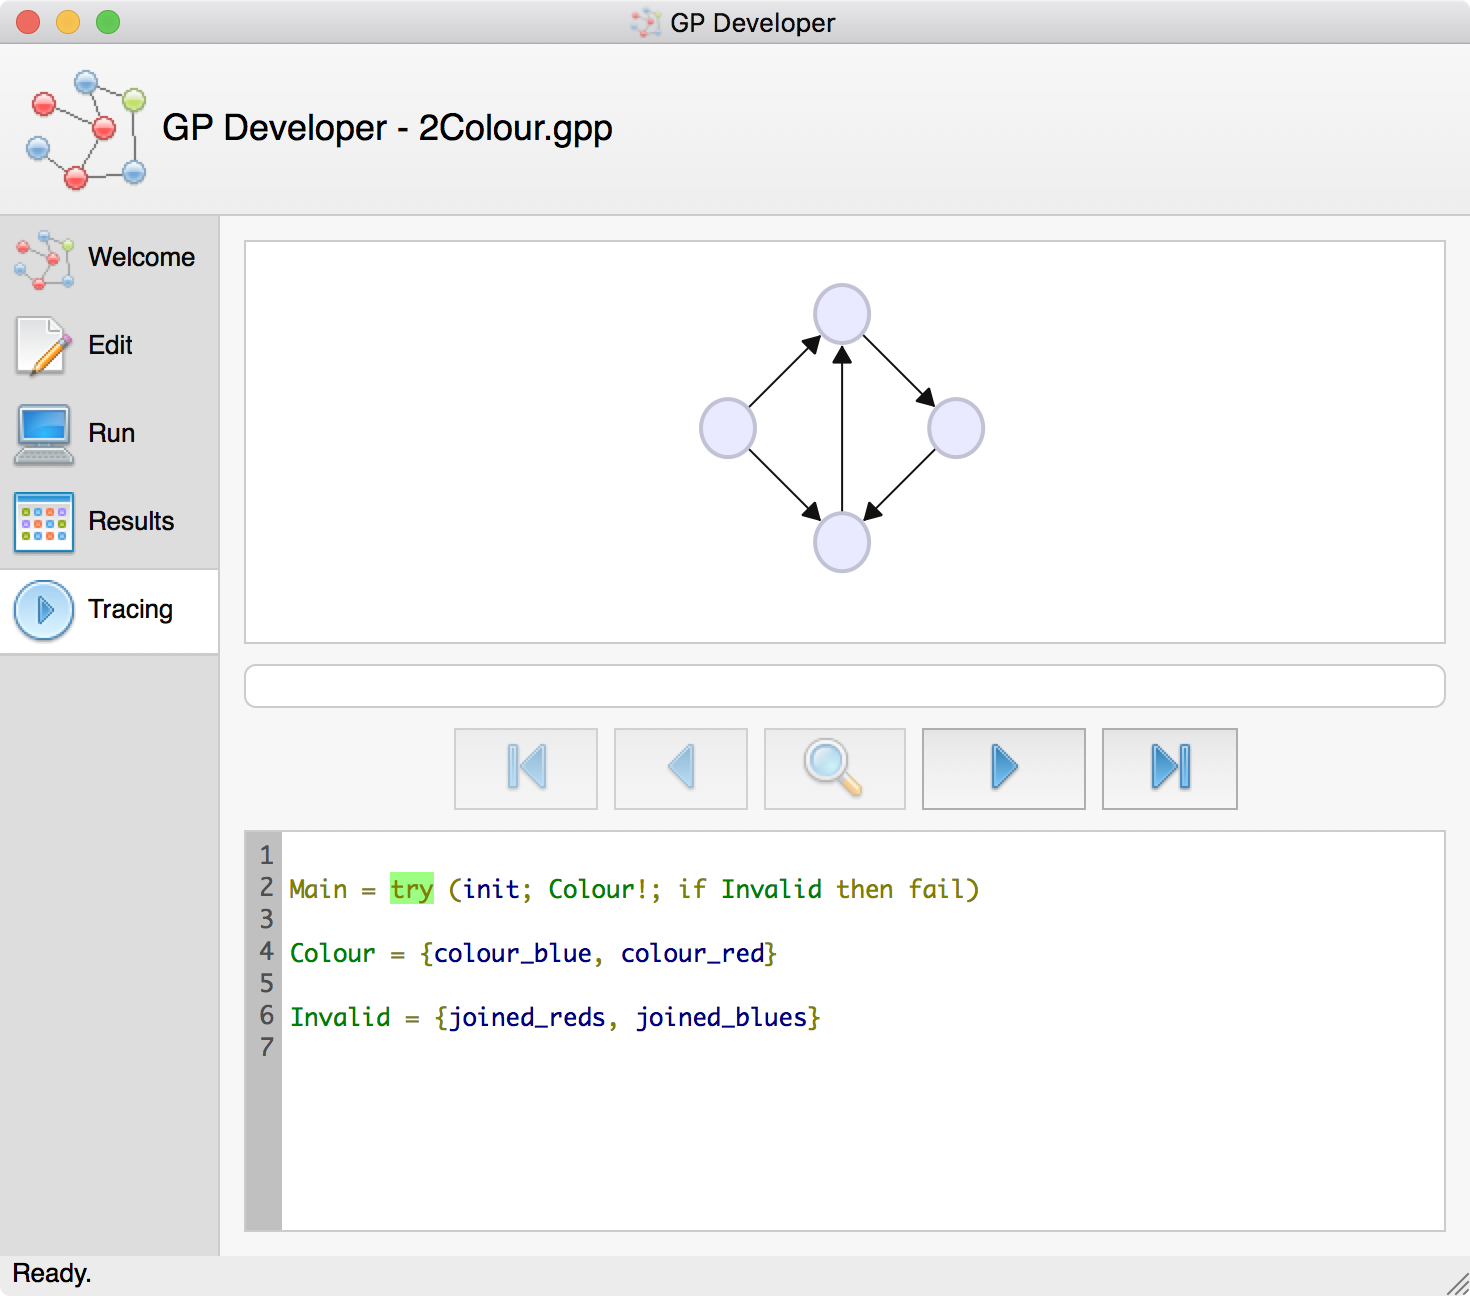 GP Developer
GP Developer - 2Colour.gpp
Welcome
Edit
Run
Results
Tracing
1
2 Main = try (init; Colour!; if Invalid then fail)
3
4 Colour = {colour_blue, colour_red}
5
6 Invalid = {joined_reds, joined_blues}
7
Ready.